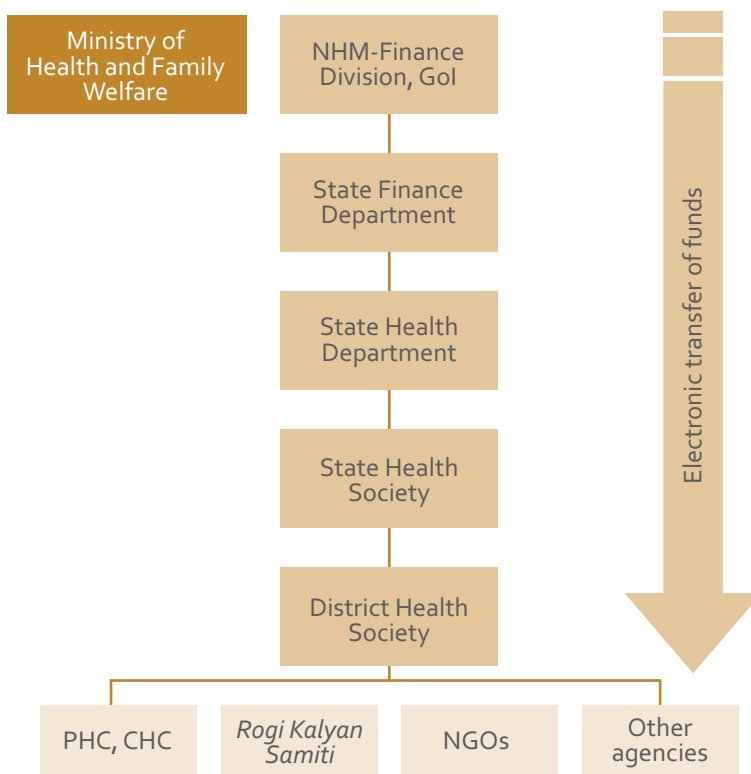 Ministry of
Health and Family
Welfare
NHM-Finance
Division, GoI
State Finance
Department
State Health
Department
State Health
Society
District Health
Society
Electronic transfer of funds
PHC, CHC
Rogi Kalyan
Samiti
NGOs
Other
agencies